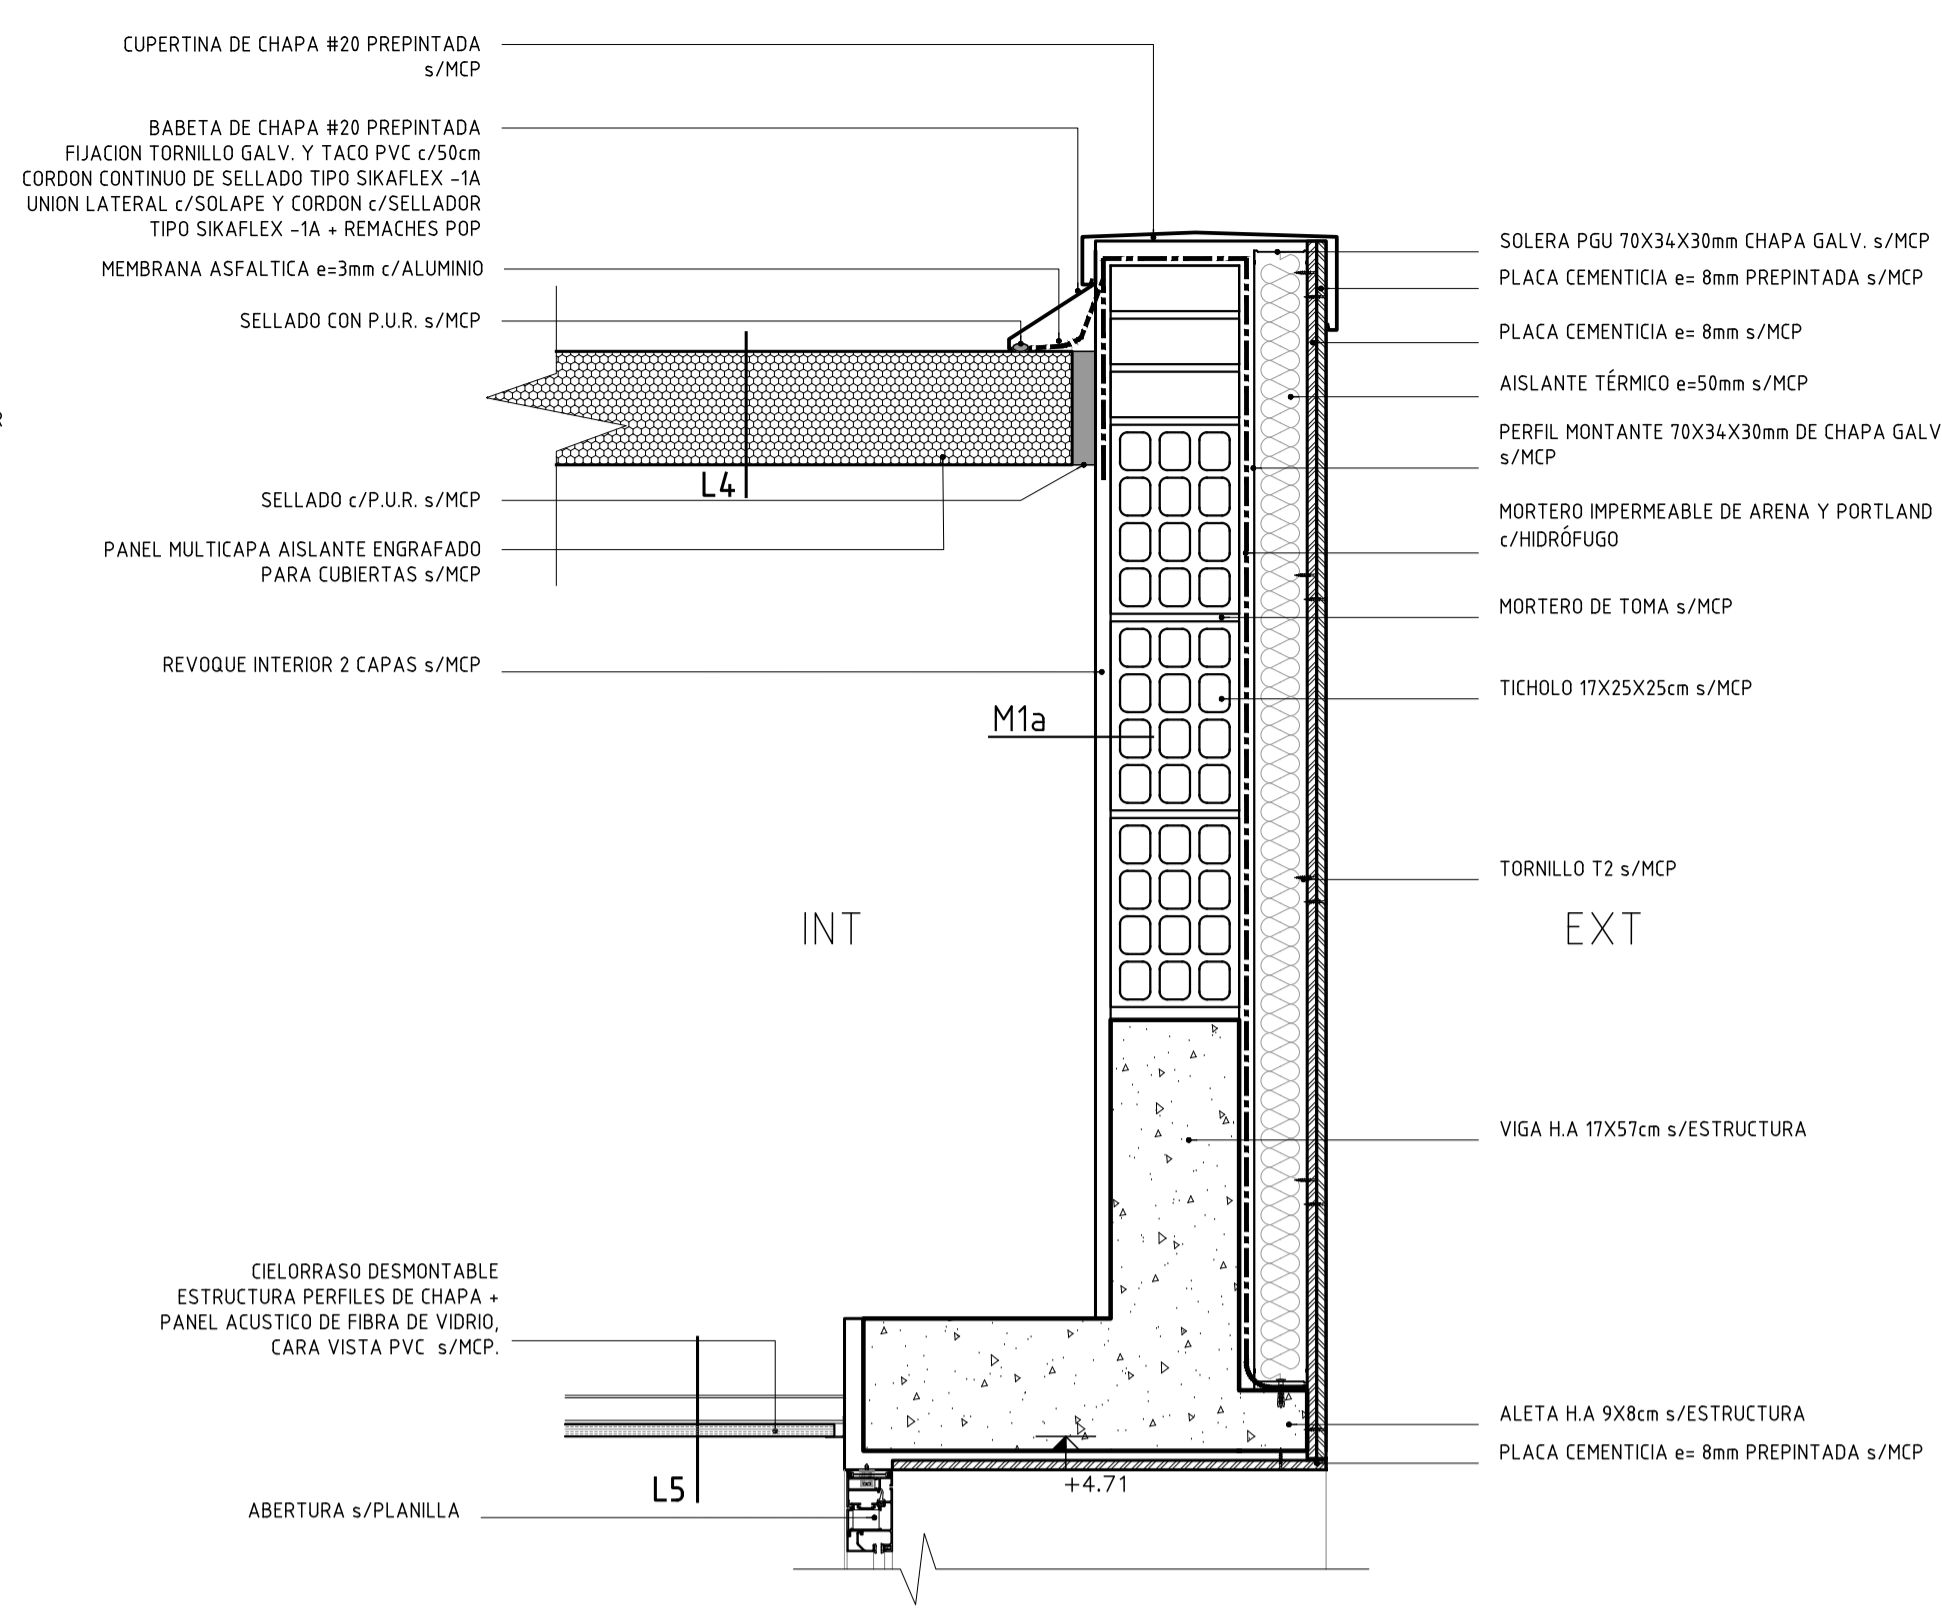 CUPERTINA DE CHAPA #20 PREPINTADA
s/MCP
BABETA DE CHAPA #20 PREPINTADA
FIJACION TORNILLO GALV. Y TACO PVC c/50cm
CORDON CONTINUO DE SELLADO TIPO SIKAFLEX -1A
UNION LATERAL c/SOLAPE Y CORDON c/SELLADOR
TIPO SIKAFLEX -1A + REMACHES POP
MEMBRANA ASFALTICA e=3mm c/ALUMINIO
SELLADO CON P.U.R. s/MCP
R
L4
SELLADO c/P.U.R. s/MCP
PANEL MULTICAPA AISLANTE ENGRAFADO
PARA CUBIERTAS s/MCP
REVOQUE INTERIOR 2 CAPAS s/MCP
M1a
INT
CIELORRASO DESMONTABLE
ESTRUCTURA PERFILES DE CHAPA +
PANEL ACUSTICO DE FIBRA DE VIDRIO,
CARA VISTA PVC s/MCP.
L5
ABERTURA s/PLANILLA
+4.71
SOLERA PGU 70X34X30mm CHAPA GALV. s/MCP
PLACA CEMENTICIA e= 8mm PREPINTADA s/MCP
PLACA CEMENTICIA e= 8mm s/MCP
AISLANTE TÉRMICO e=50mm s/MCP
PERFIL MONTANTE 70X34X30mm DE CHAPA GALV
s/MCP
MORTERO IMPERMEABLE DE ARENA Y PORTLAND
c/HIDRÓFUGO
MORTERO DE TOMA s/MCP
TICHOLO 17X25X25cm s/MCP
TORNILLO T2 s/MCP
EXT
VIGA H.A 17X57cm s/ESTRUCTURA
ALETA H.A 9X8cm s/ESTRUCTURA
PLACA CEMENTICIA e= 8mm PREPINTADA s/MCP